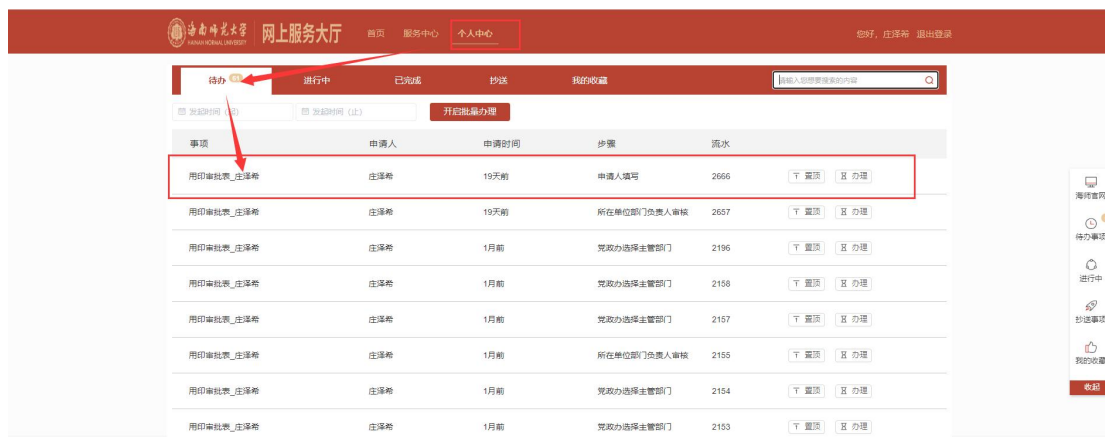 海南师范大学 HAINAN NORMAL UNIVERSITY 网上服务大厅 首页 服务中心 个人中心 您好，庄泽希 退出登录
待办 进行中 已完成 抄送 我的收藏 请输入您想要搜索的内容
发起时间（起） 发起时间（止） 开启批量办理
事项 申请人 申请时间 步骤 流水
用印审批表_庄泽希 庄泽希 19天前 申请人填写 2666 置顶 办理
用印审批表_庄泽希 庄泽希 19天前 所在单位部门负责人审核 2657 置顶 办理
用印审批表_庄泽希 庄泽希 1月前 党政办选择主管部门 2196 置顶 办理
用印审批表_庄泽希 庄泽希 1月前 党政办选择主管部门 2158 置顶 办理
用印审批表_庄泽希 庄泽希 1月前 党政办选择主管部门 2157 置顶 办理
用印审批表_庄泽希 庄泽希 1月前 所在单位部门负责人审核 2155 置顶 办理
用印审批表_庄泽希 庄泽希 1月前 党政办选择主管部门 2154 置顶 办理
用印审批表_庄泽希 庄泽希 1月前 党政办选择主管部门 2153 置顶 办理
海师官网
待办事项
进行中
抄送事项
我的收藏
收起